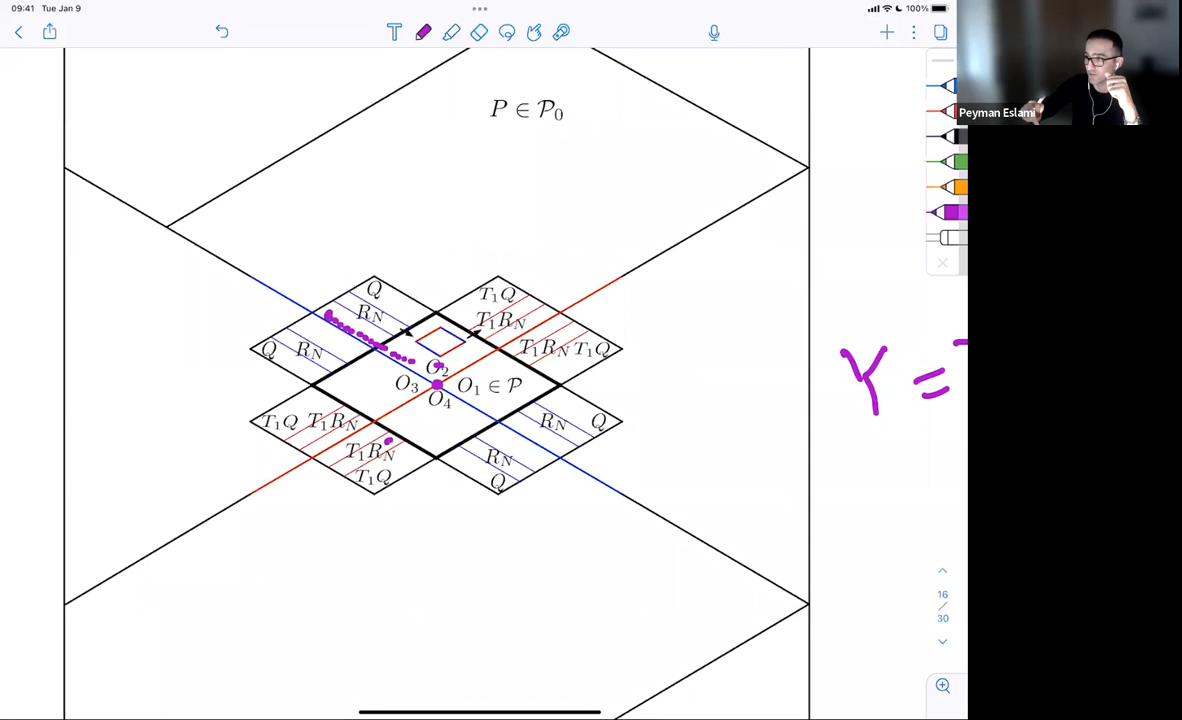 09:41 Tue Jan 9
100%
T
Peyman Eslami
P ∈ 𝒫₀
Q
T₁Q
R_N
T₁R_N
Q
R_N
T₁R_N
T₁Q
O₂
O₃
O₁ ∈ 𝒫
O₄
Y =
T₁Q
T₁R_N
R_N
Q
T₁R_N
R_N
T₁Q
Q
16
/
30